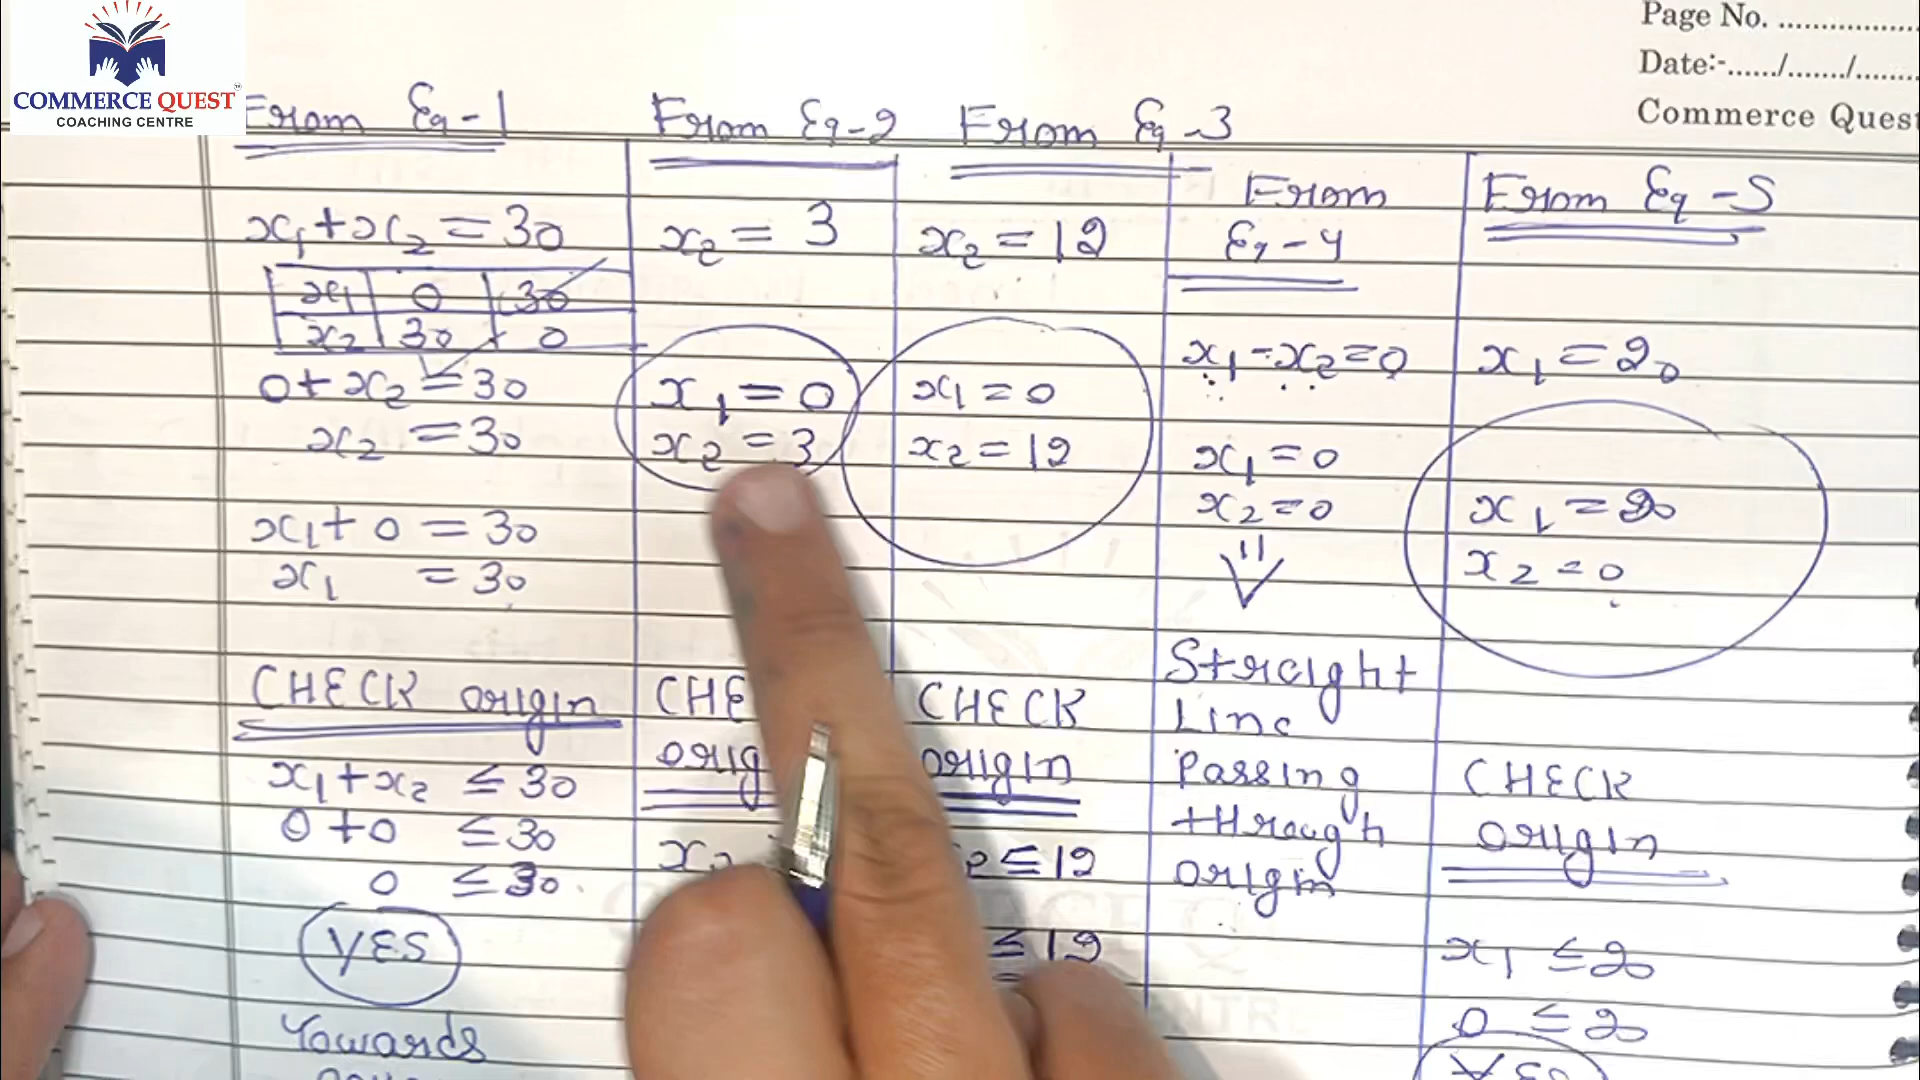 Page No. ..................
Date:-....../......./........
Commerce Quest
COMMERCE QUEST
COACHING CENTRE
From Eq-1
x1+x2=30
x1 0 30
x2 30 0
0+x2=30
x2=30
x1+0=30
x1=30
CHECK origin
x1+x2≤30
0+0≤30
0≤30
YES
Towards
From Eq-2
x2=3
x1=0
x2=3
From Eq-3
x2=12
x1=0
x2=12
CHECK
origin
≤12
≤12
From
Eq-4
x1-x2=0
x1=0
x2=0
Straight
Line
Passing
through
origin
From Eq-5
x1=20
x1=20
x2=0
CHECK
origin
x1≤20
0≤20
YES